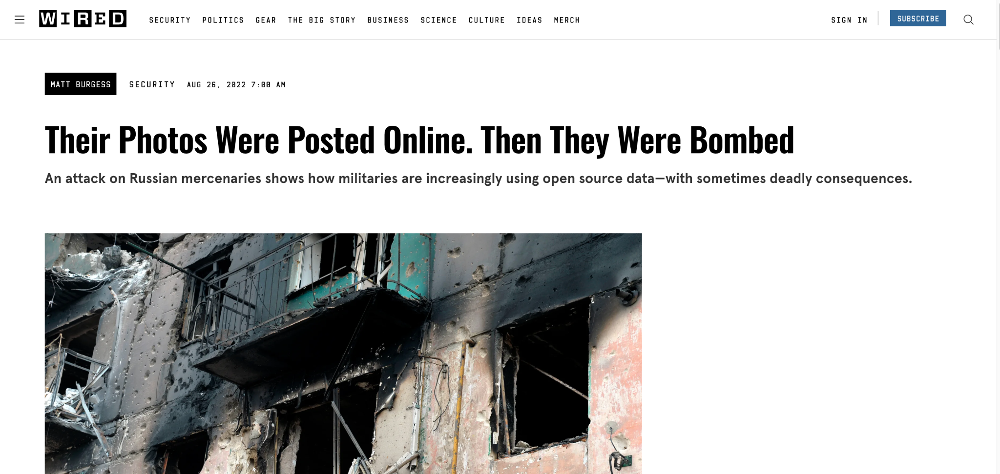 WIRED
SECURITY POLITICS GEAR THE BIG STORY BUSINESS SCIENCE CULTURE IDEAS MERCH
SIGN IN
SUBSCRIBE
MATT BURGESS SECURITY AUG 26, 2022 7:00 AM
Their Photos Were Posted Online. Then They Were Bombed
An attack on Russian mercenaries shows how militaries are increasingly using open source data—with sometimes deadly consequences.